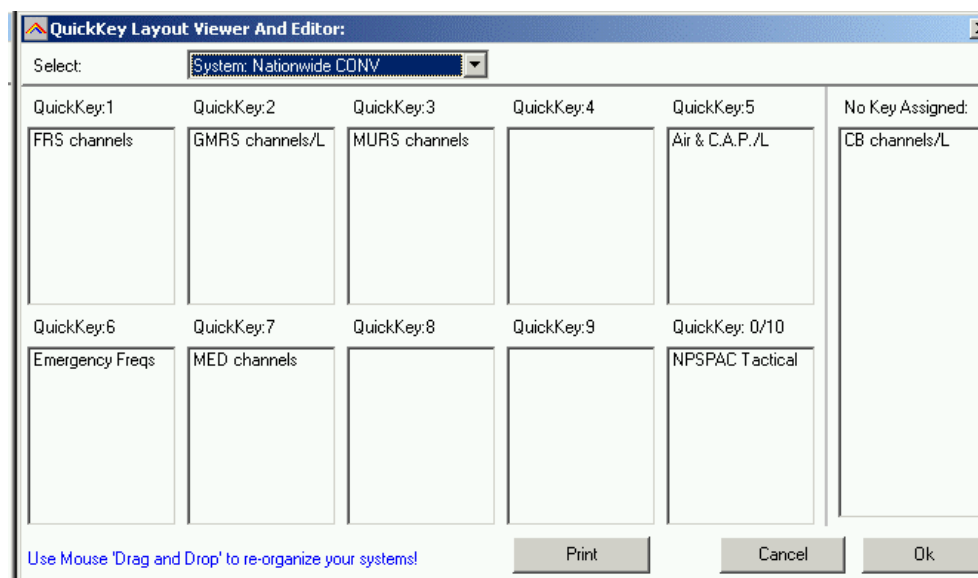 QuickKey Layout Viewer And Editor:
Select: System: Nationwide CONV
QuickKey:1 QuickKey:2 QuickKey:3 QuickKey:4 QuickKey:5 No Key Assigned:
FRS channels GMRS channels/L MURS channels Air & C.A.P./L CB channels/L
QuickKey:6 QuickKey:7 QuickKey:8 QuickKey:9 QuickKey: 0/10
Emergency Freqs MED channels NPSPAC Tactical
Use Mouse 'Drag and Drop' to re-organize your systems! Print Cancel Ok